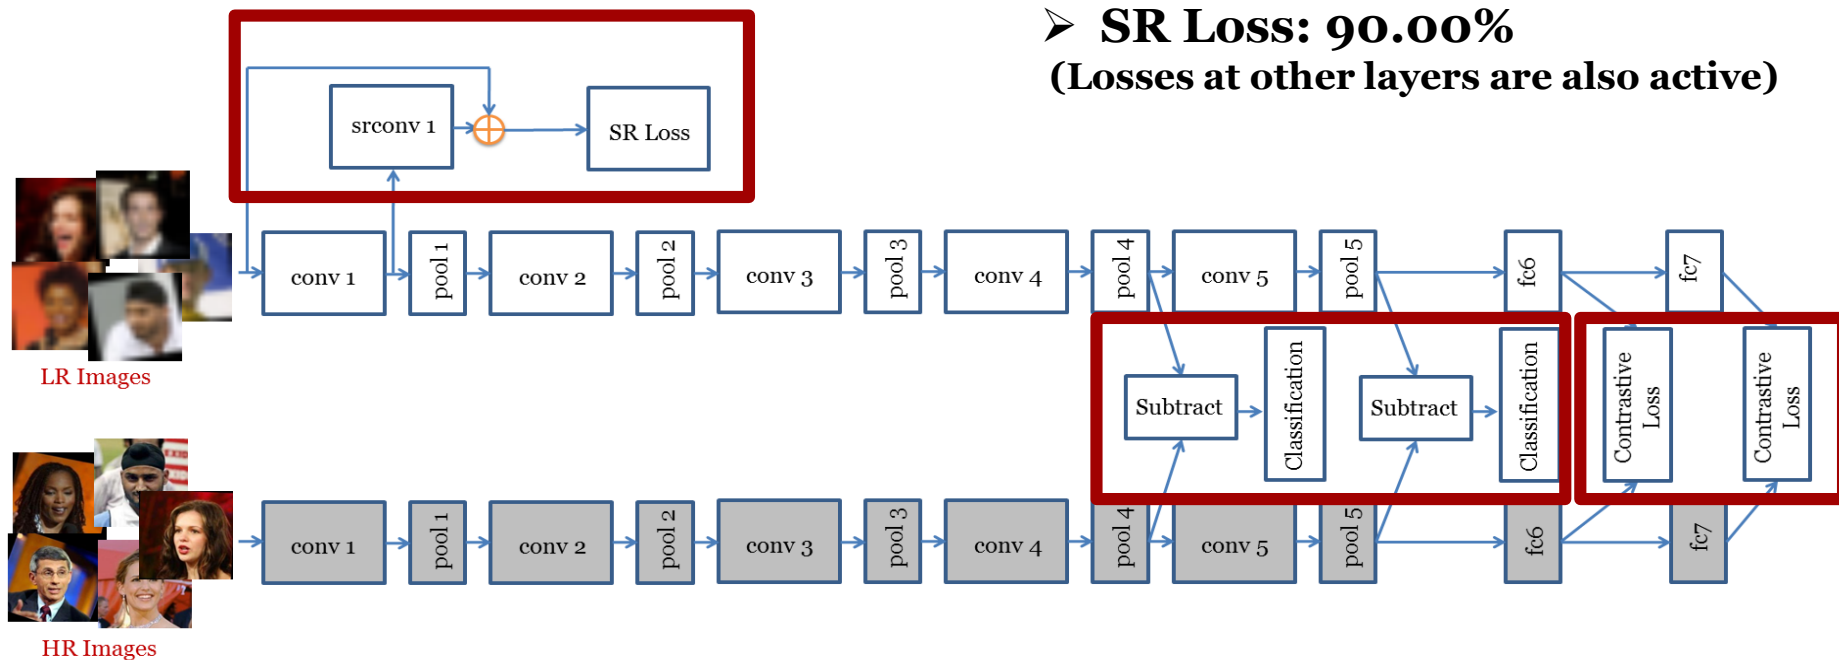 ➢ SR Loss: 90.00%
(Losses at other layers are also active)
srconv 1
SR Loss
conv 1
pool 1
conv 2
pool 2
conv 3
pool 3
conv 4
pool 4
conv 5
pool 5
fc6
fc7
LR Images
Subtract
Classification
Subtract
Classification
Contrastive
Loss
Contrastive
Loss
conv 1
pool 1
conv 2
pool 2
conv 3
pool 3
conv 4
pool 4
conv 5
pool 5
fc6
fc7
HR Images